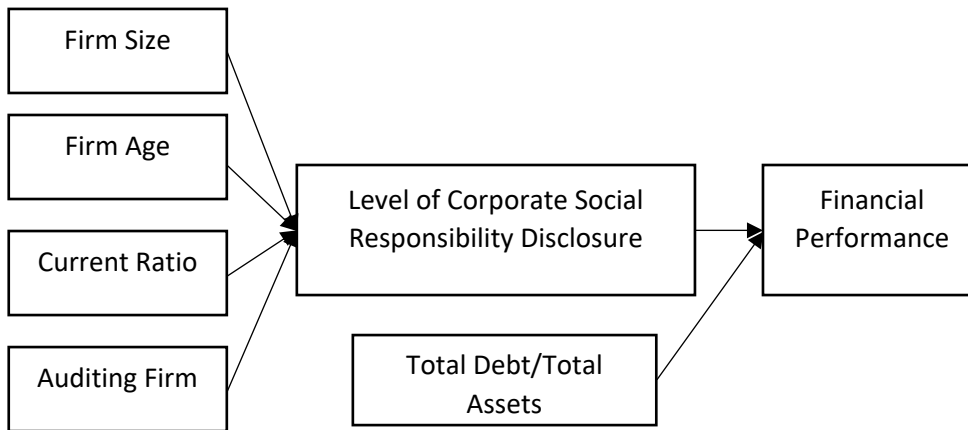 Firm Size
Firm Age
Current Ratio
Auditing Firm
Level of Corporate Social
Responsibility Disclosure
Total Debt/Total
Assets
Financial
Performance